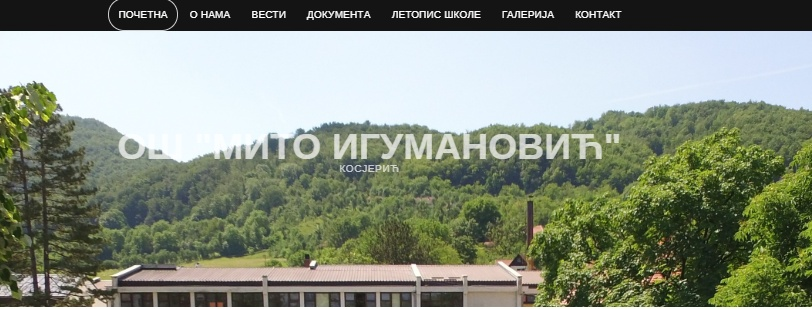 ПОЧЕТНА О НАМА ВЕСТИ ДОКУМЕНТА ЛЕТОПИС ШКОЛЕ ГАЛЕРИЈА КОНТАКТ
ОШ "МИТО ИГУМАНОВИЋ"
КОСЈЕРИЋ